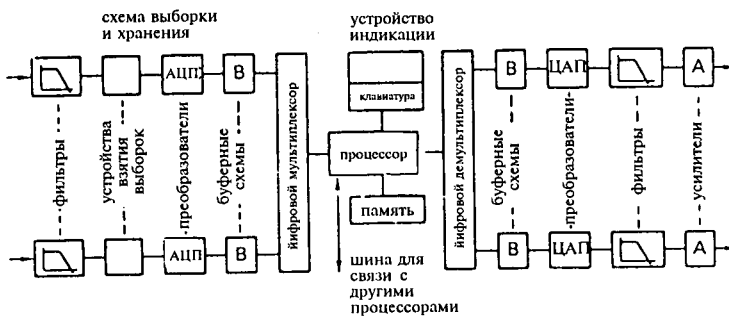 схема выборки
и хранения
устройство
индикации
АЦП
В
ЦАП
А
В
клавиатура
процессор
память
шина для
связи с
другими
процессорами
фильтры
устройства
взятия
выборок
преобразователи
буферные
схемы
йифровой мультиплексор
йифровой демультиплексор
буферные
схемы
преобразователи
фильтры
усилители
АЦП
В
В
ЦАП
А